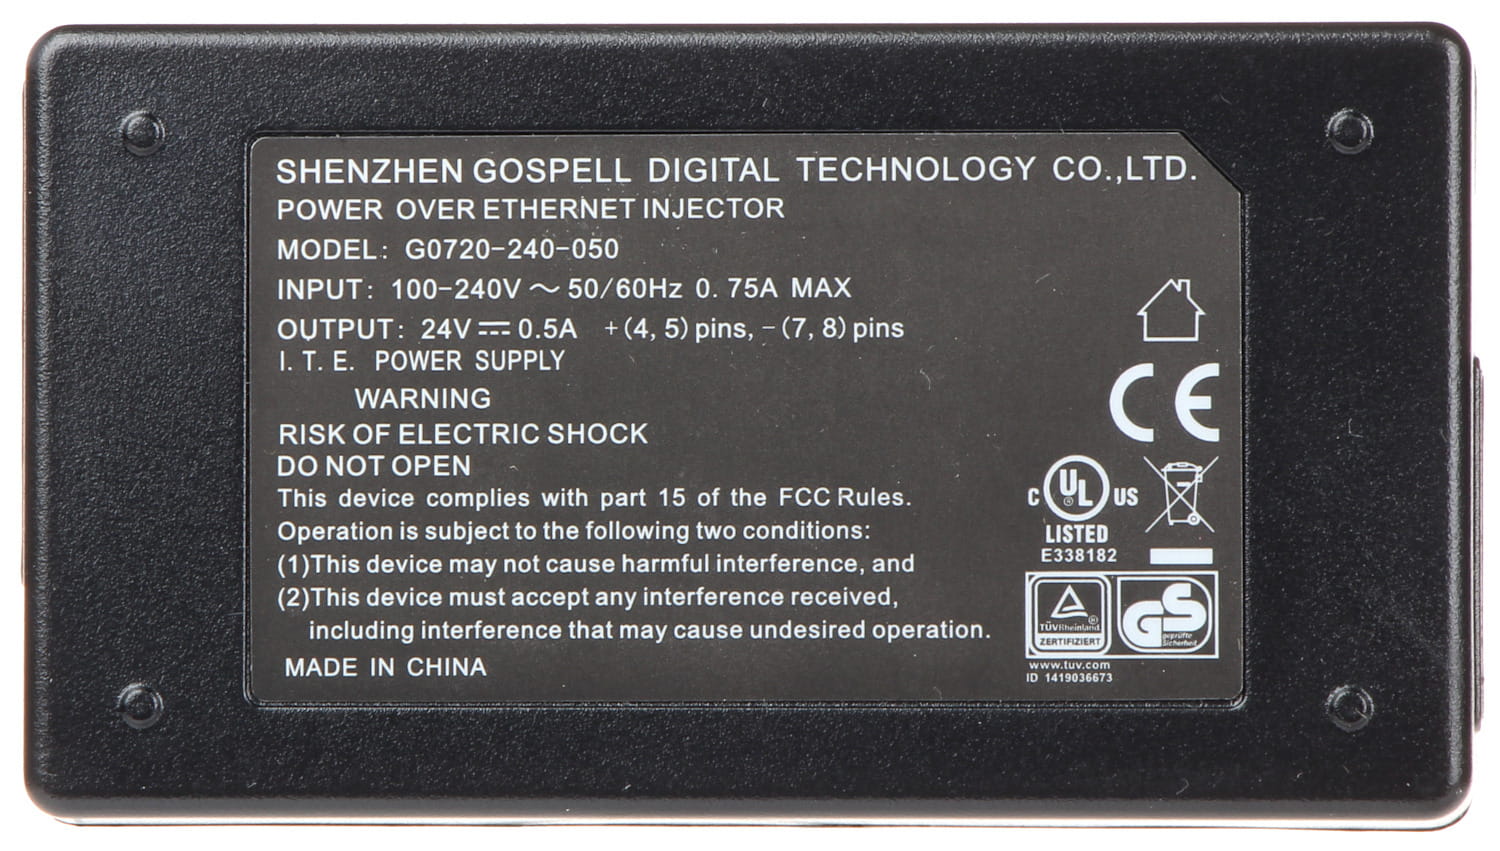 SHENZHEN GOSPELL DIGITAL TECHNOLOGY CO.,LTD.
POWER OVER ETHERNET INJECTOR
MODEL: G0720-240-050
INPUT: 100-240V ～ 50/60Hz 0.75A MAX
OUTPUT: 24V ⎓ 0.5A +(4, 5) pins, -(7, 8) pins
I. T. E. POWER SUPPLY
WARNING
RISK OF ELECTRIC SHOCK
DO NOT OPEN
This device complies with part 15 of the FCC Rules.
Operation is subject to the following two conditions:
(1)This device may not cause harmful interference, and
(2)This device must accept any interference received,
including interference that may cause undesired operation.
MADE IN CHINA
CE
C UL ® US
LISTED
E338182
TÜVRheinland ®
ZERTIFIZIERT
GS
geprüfte
Sicherheit
www.tuv.com
ID 1419036673